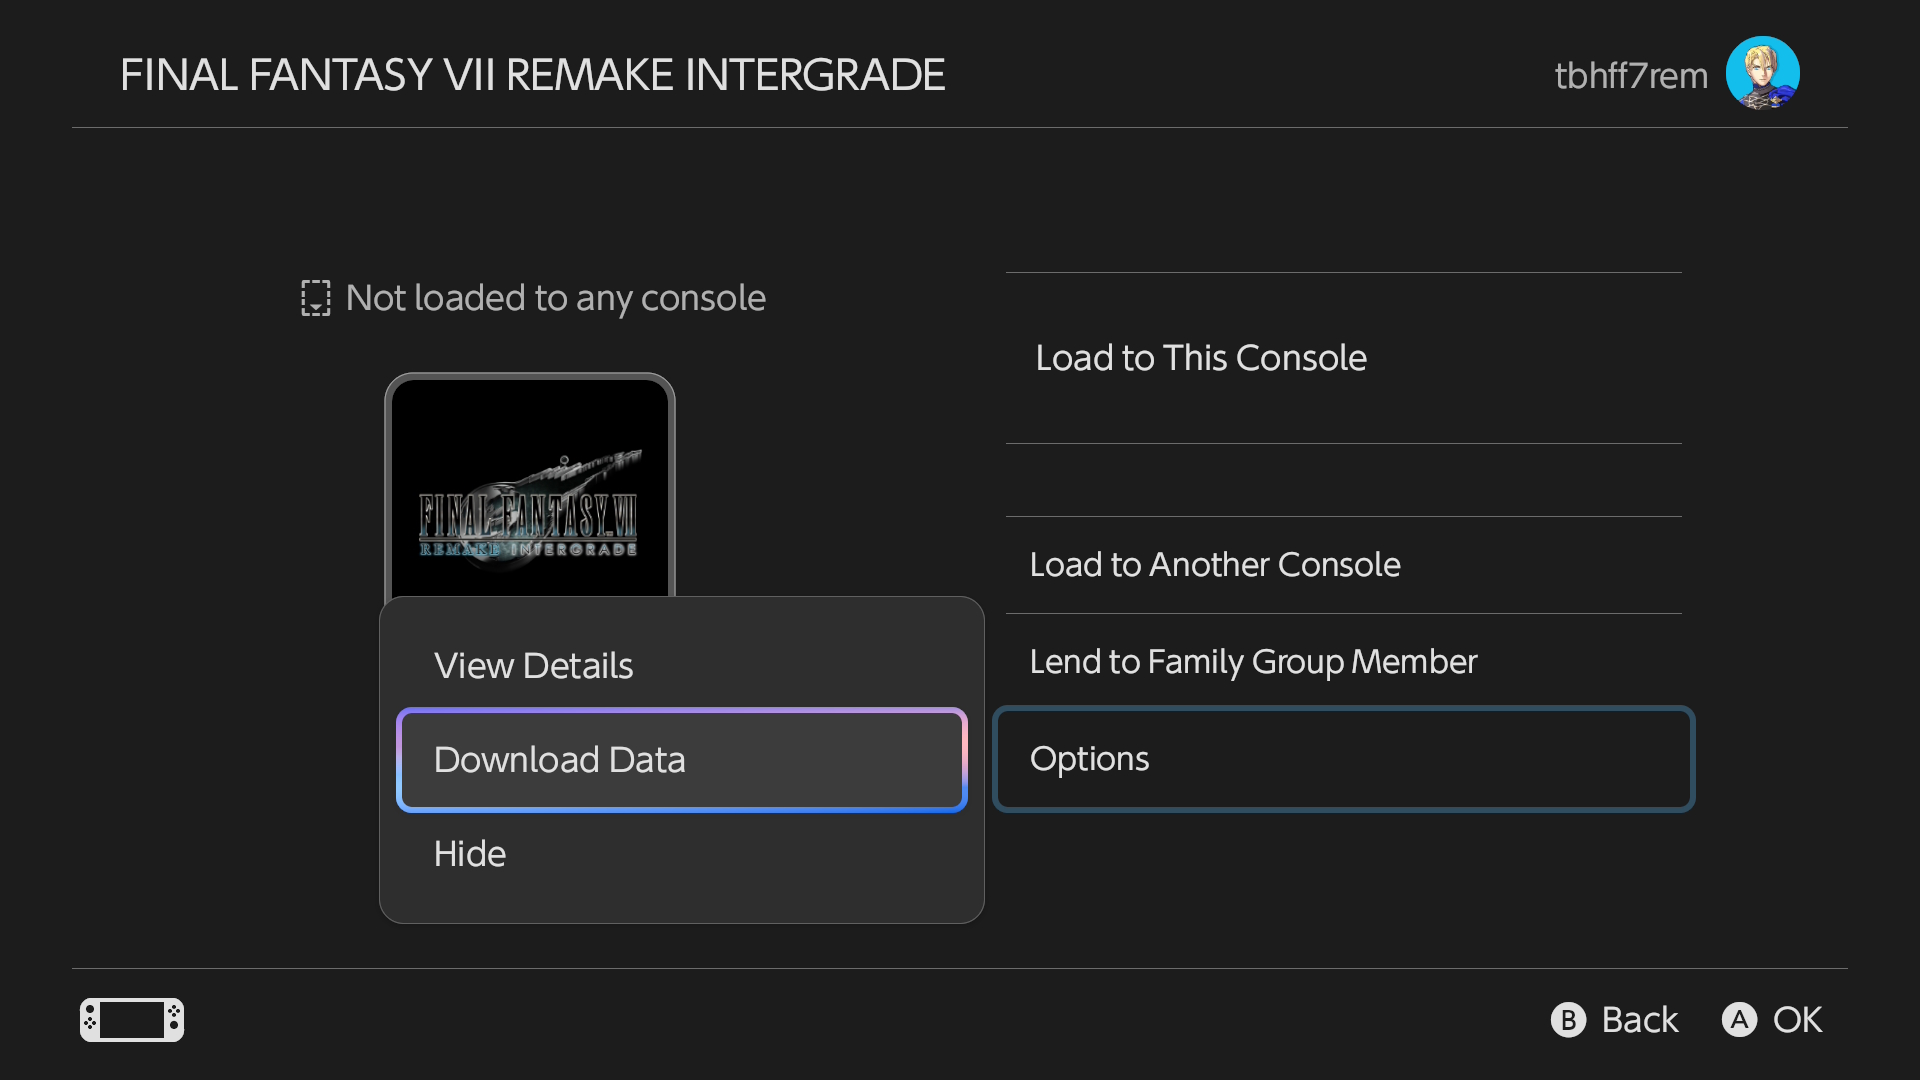 FINAL FANTASY VII REMAKE INTERGRADE
tbhff7rem
Not loaded to any console
FINAL FANTASY VII
REMAKE INTERGRADE
Load to This Console
Load to Another Console
Lend to Family Group Member
Options
View Details
Download Data
Hide
B Back A OK